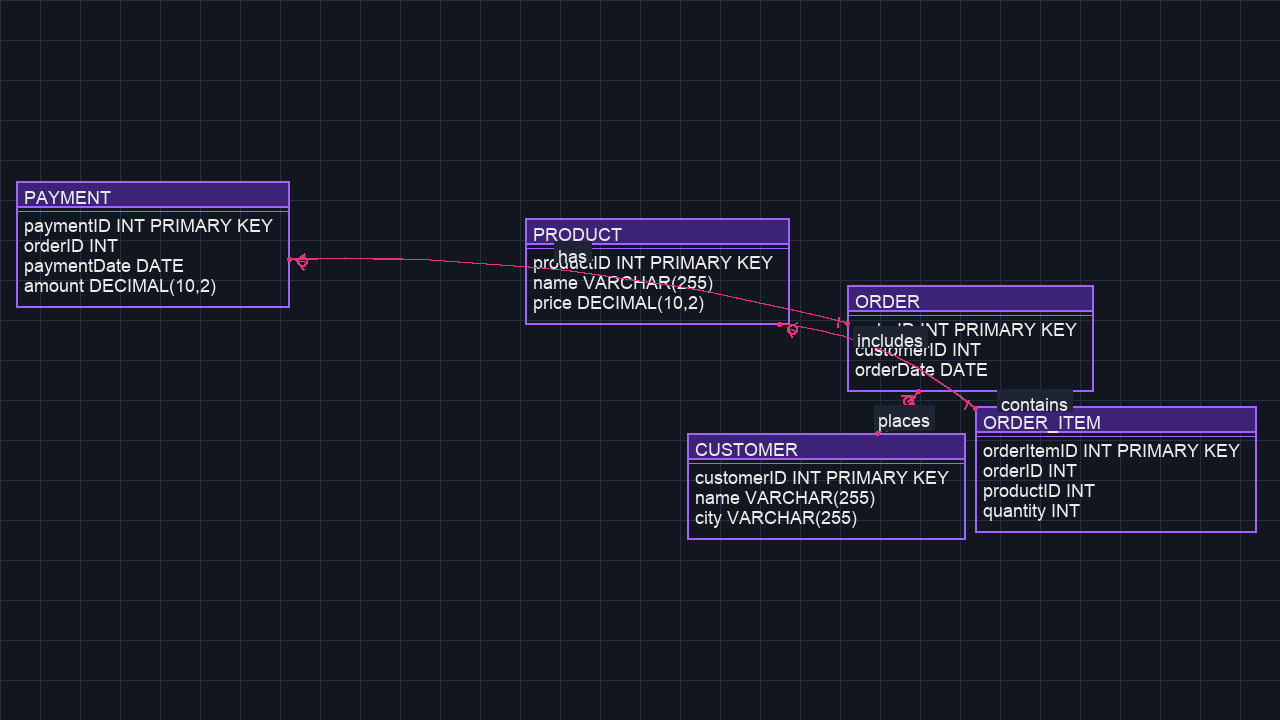 PAYMENT
paymentID INT PRIMARY KEY
orderID INT
paymentDate DATE
amount DECIMAL(10,2)
PRODUCT
has
productID INT PRIMARY KEY
name VARCHAR(255)
price DECIMAL(10,2)
ORDER
INT PRIMARY KEY
includes
customerID INT
orderDate DATE
places
contains
CUSTOMER
customerID INT PRIMARY KEY
name VARCHAR(255)
city VARCHAR(255)
ORDER_ITEM
orderItemID INT PRIMARY KEY
orderID INT
productID INT
quantity INT